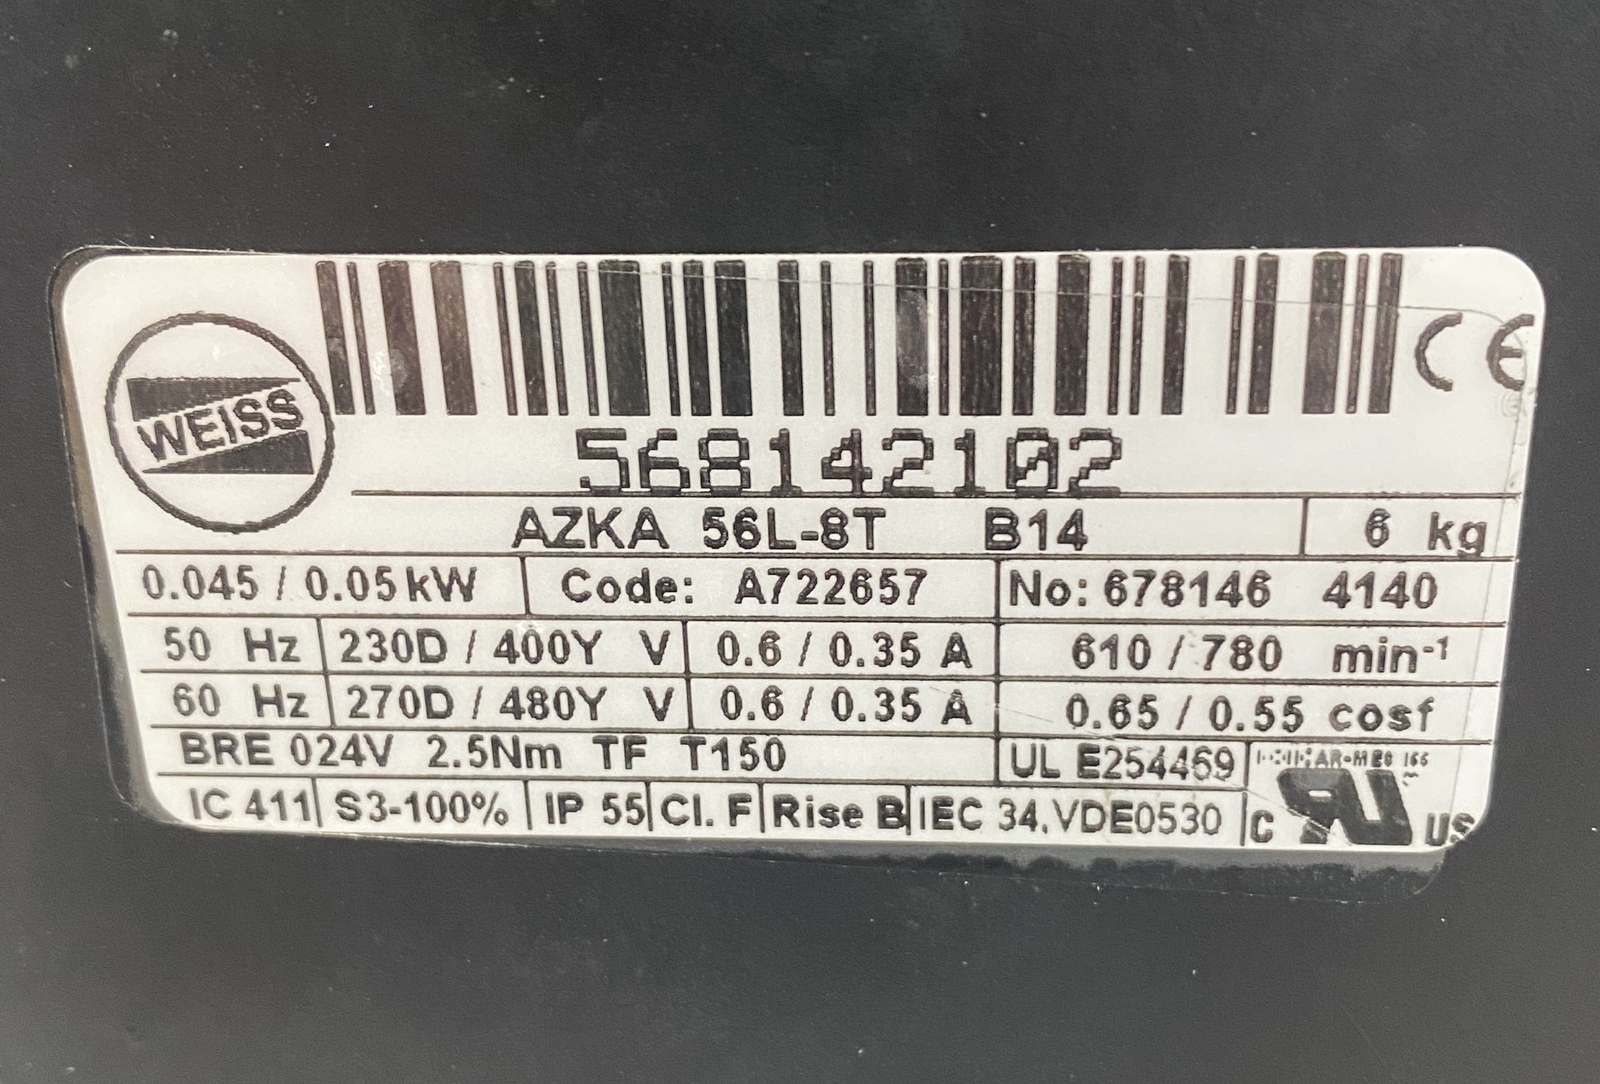 CE
WEISS
568142102
AZKA 56L-8T B14 6 kg
0.045 / 0.05 kW Code: A722657 No: 678146 4140
50 Hz 230D / 400Y V 0.6 / 0.35 A 610 / 780 min-¹
60 Hz 270D / 480Y V 0.6 / 0.35 A 0.65 / 0.55 cosf
BRE 024V 2.5Nm TF T150 UL E254469
IC 411 S3-100% IP 55 Cl. F Rise B IEC 34. VDE0530 C RU US